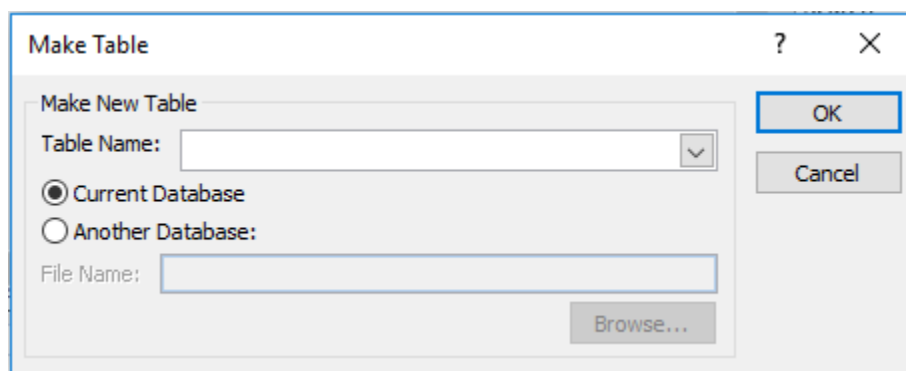 Make Table
?
Make New Table
OK
Table Name:
Cancel
Current Database
Another Database:
File Name:
Browse...